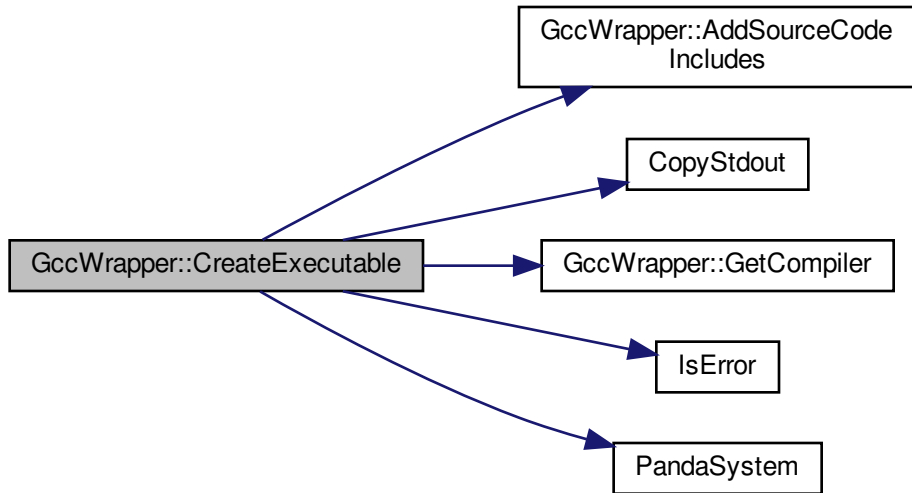 GccWrapper::AddSourceCode
Includes
CopyStdout
GccWrapper::CreateExecutable
GccWrapper::GetCompiler
IsError
PandaSystem